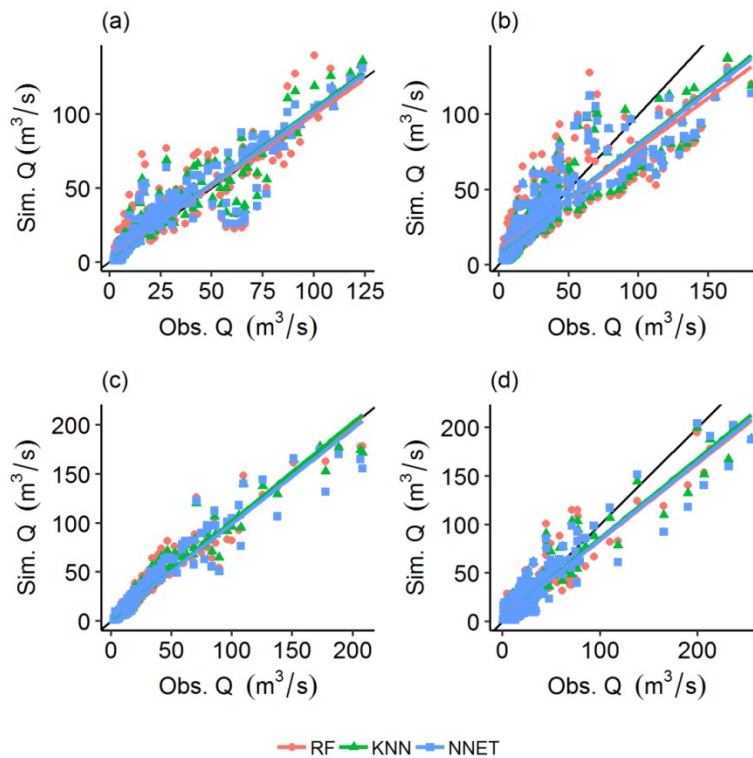 (a)
(b)
Sim. Q (m³/s)
100
50
0
0 25 50 75 100 125
Obs. Q (m³/s)
Sim. Q (m³/s)
100
50
0
0 50 100 150
Obs. Q (m³/s)
(c)
(d)
Sim. Q (m³/s)
200
150
100
50
0
0 50 100 150 200
Obs. Q (m³/s)
Sim. Q (m³/s)
200
150
100
50
0
0 100 200
Obs. Q (m³/s)
RF KNN NNET